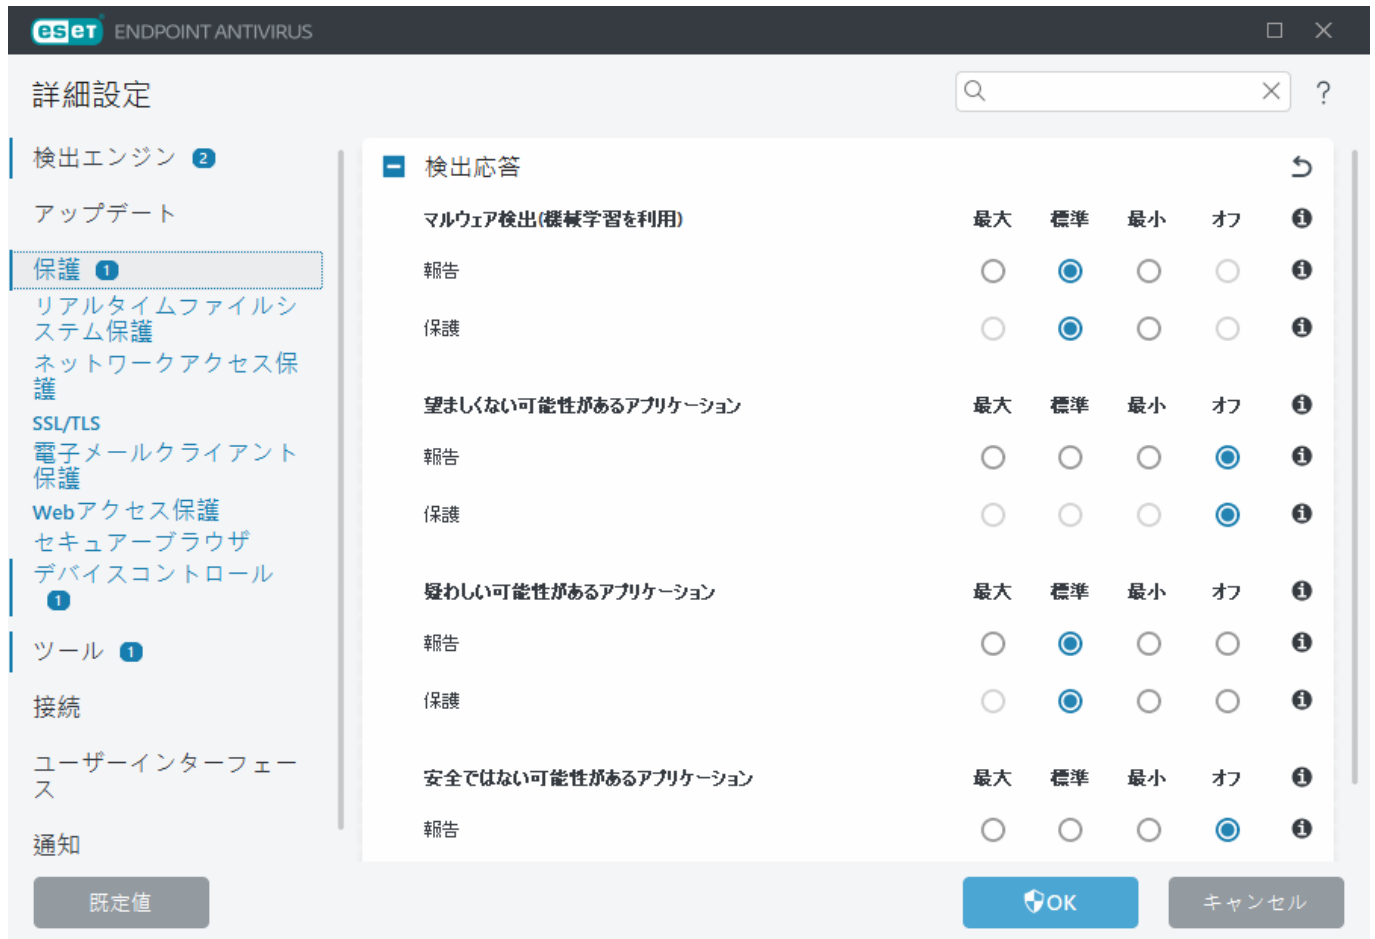 eset ENDPOINT ANTIVIRUS
詳細設定
?
検出エンジン 2
アップデート
保護 1
リアルタイムファイルシ
ステム保護
ネットワークアクセス保
護
SSL/TLS
電子メールクライアント
保護
Webアクセス保護
セキュアーブラウザ
デバイスコントロール
1
ツール 1
接続
ユーザーインターフェー
ス
通知
検出応答
マルウェア検出(機械学習を利用) 最大 標準 最小 オフ
報告
保護
望ましくない可能性があるアプリケーション 最大 標準 最小 オフ
報告
保護
疑わしい可能性があるアプリケーション 最大 標準 最小 オフ
報告
保護
安全ではない可能性があるアプリケーション 最大 標準 最小 オフ
報告
既定値
OK
キャンセル